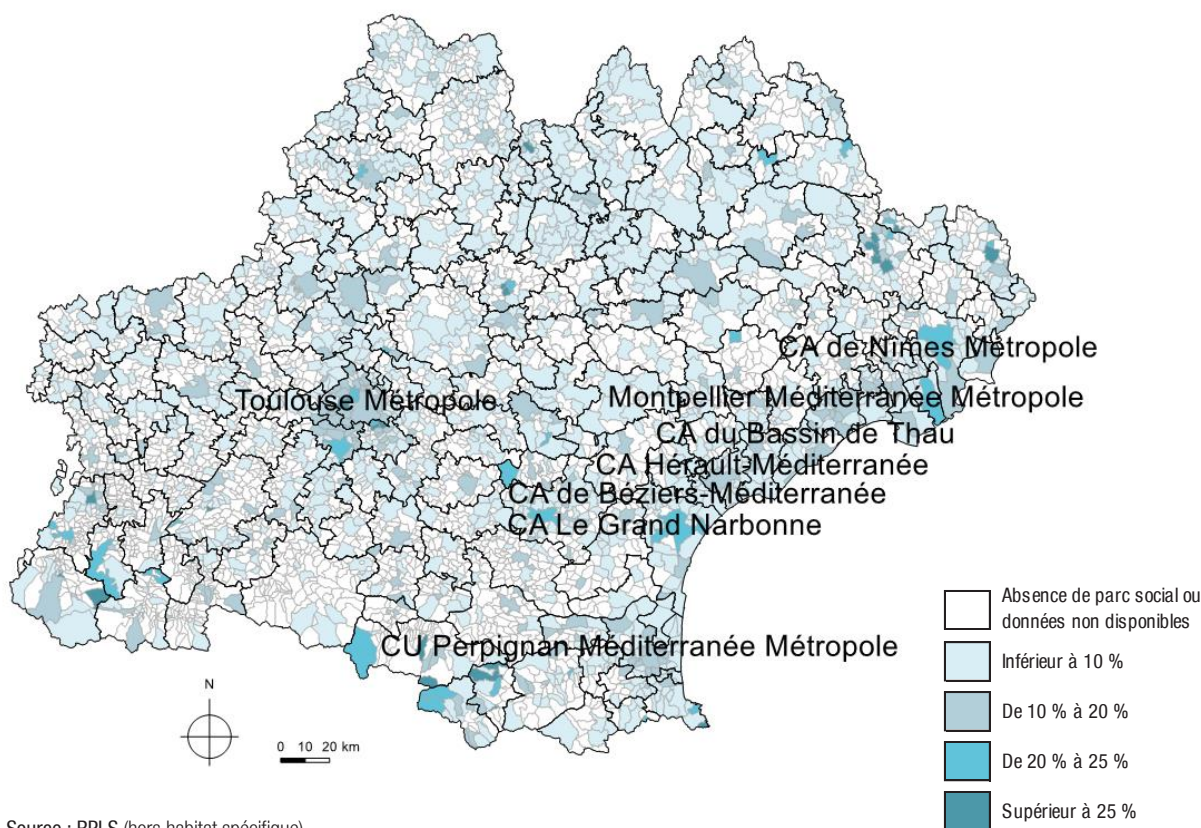 CA de Nîmes Métropole
Toulouse Métropole
Montpellier Méditerranée Métropole
CA du Bassin de Thau
CA Hérault-Méditerranée
CA de Béziers-Méditerranée
CA Le Grand Narbonne
CU Perpignan Méditerranée Métropole
N
0 10 20 km
Absence de parc social ou
données non disponibles
Inférieur à 10 %
De 10 % à 20 %
De 20 % à 25 %
Supérieur à 25 %
Source : RPLS (hors habitat spécifique)